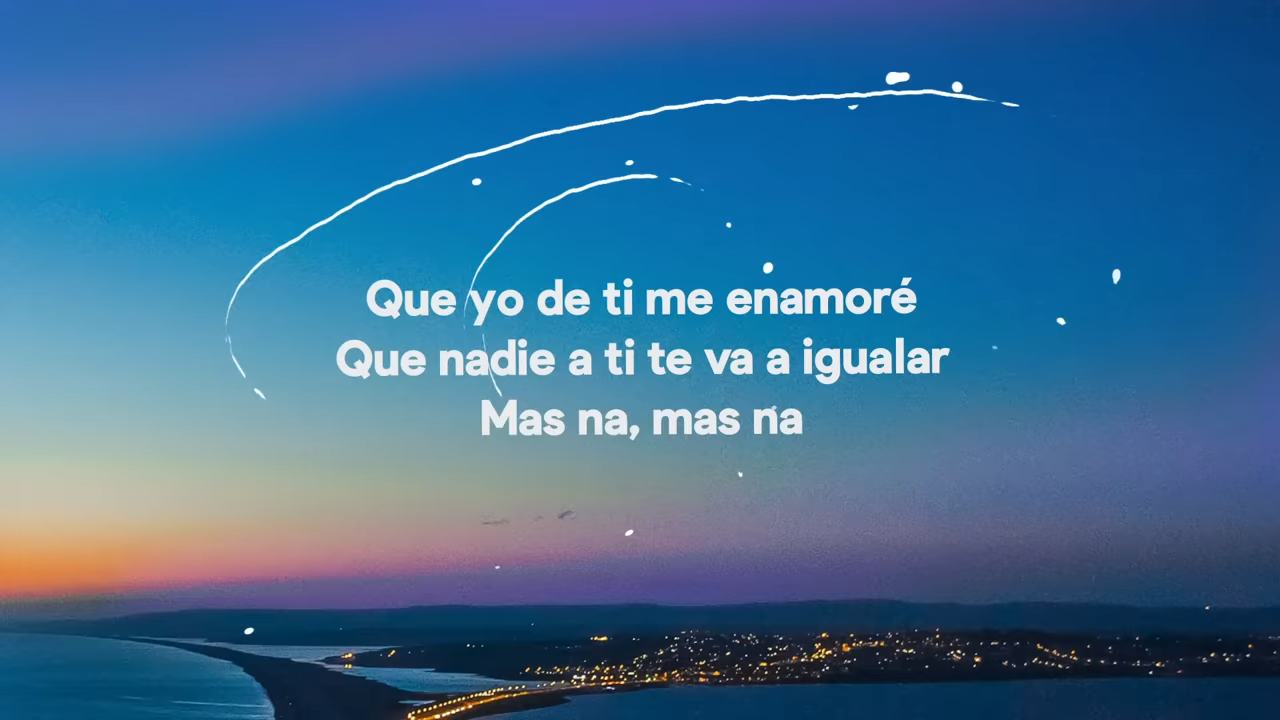 Que yo de ti me enamoré
Que nadie a ti te va a igualar
Mas na, mas na